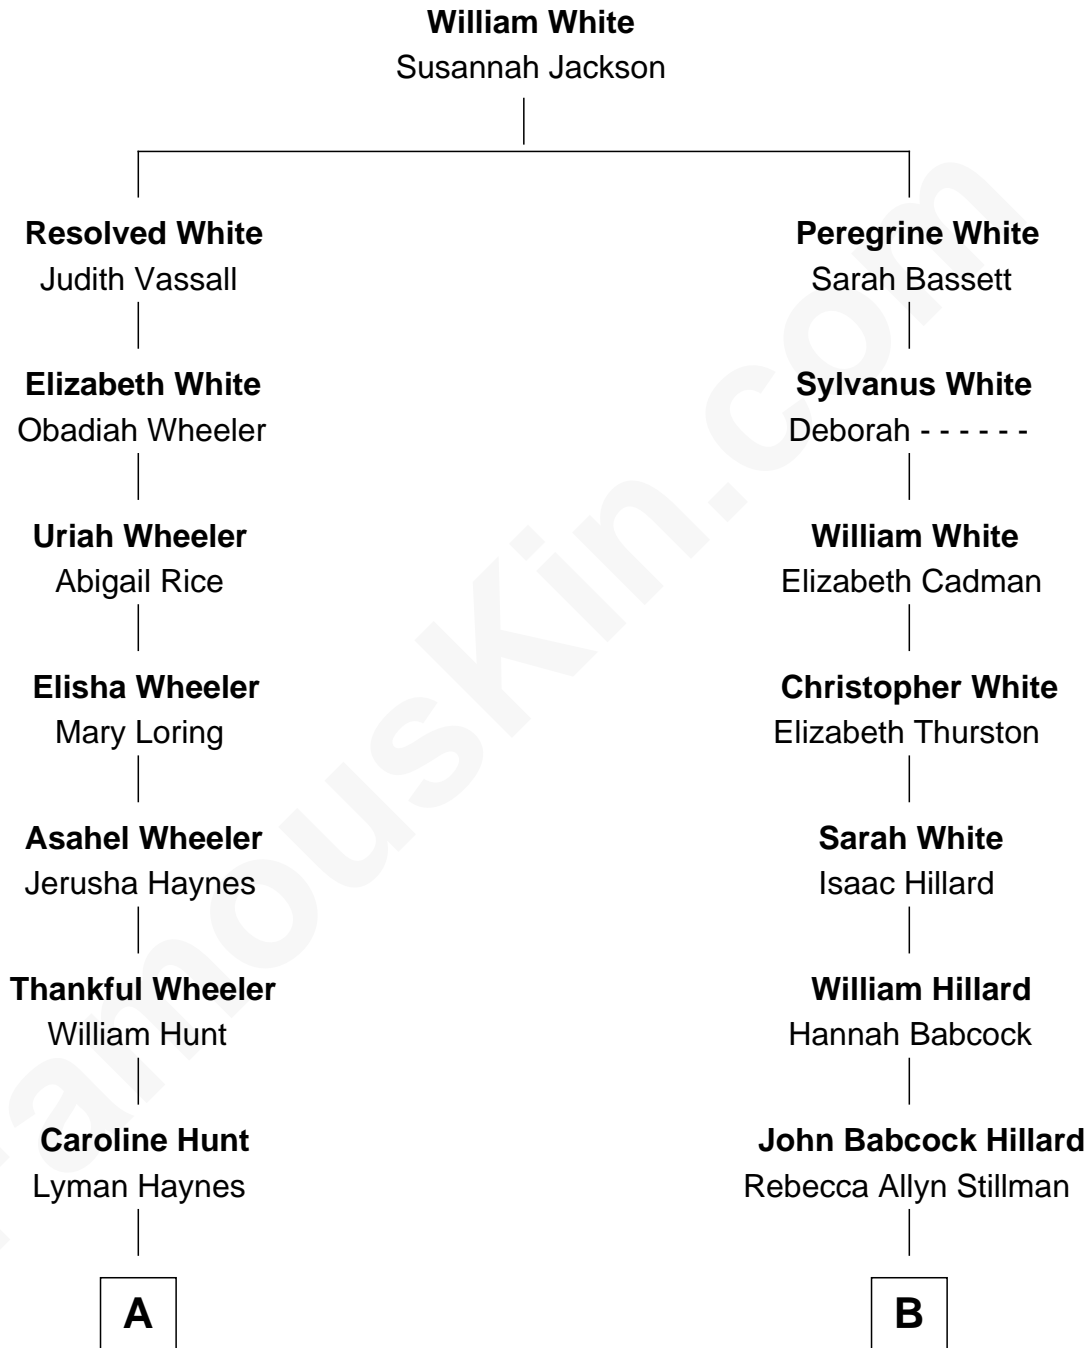 William White
Susannah Jackson
Resolved White
Judith Vassall
Peregrine White
Sarah Bassett
Elizabeth White
Obadiah Wheeler
Sylvanus White
Deborah - - - - - -
Uriah Wheeler
Abigail Rice
William White
Elizabeth Cadman
Elisha Wheeler
Mary Loring
Christopher White
Elizabeth Thurston
Asahel Wheeler
Jerusha Haynes
Sarah White
Isaac Hillard
Thankful Wheeler
William Hunt
William Hillard
Hannah Babcock
Caroline Hunt
Lyman Haynes
John Babcock Hillard
Rebecca Allyn Stillman
A
B
FamousKin.com